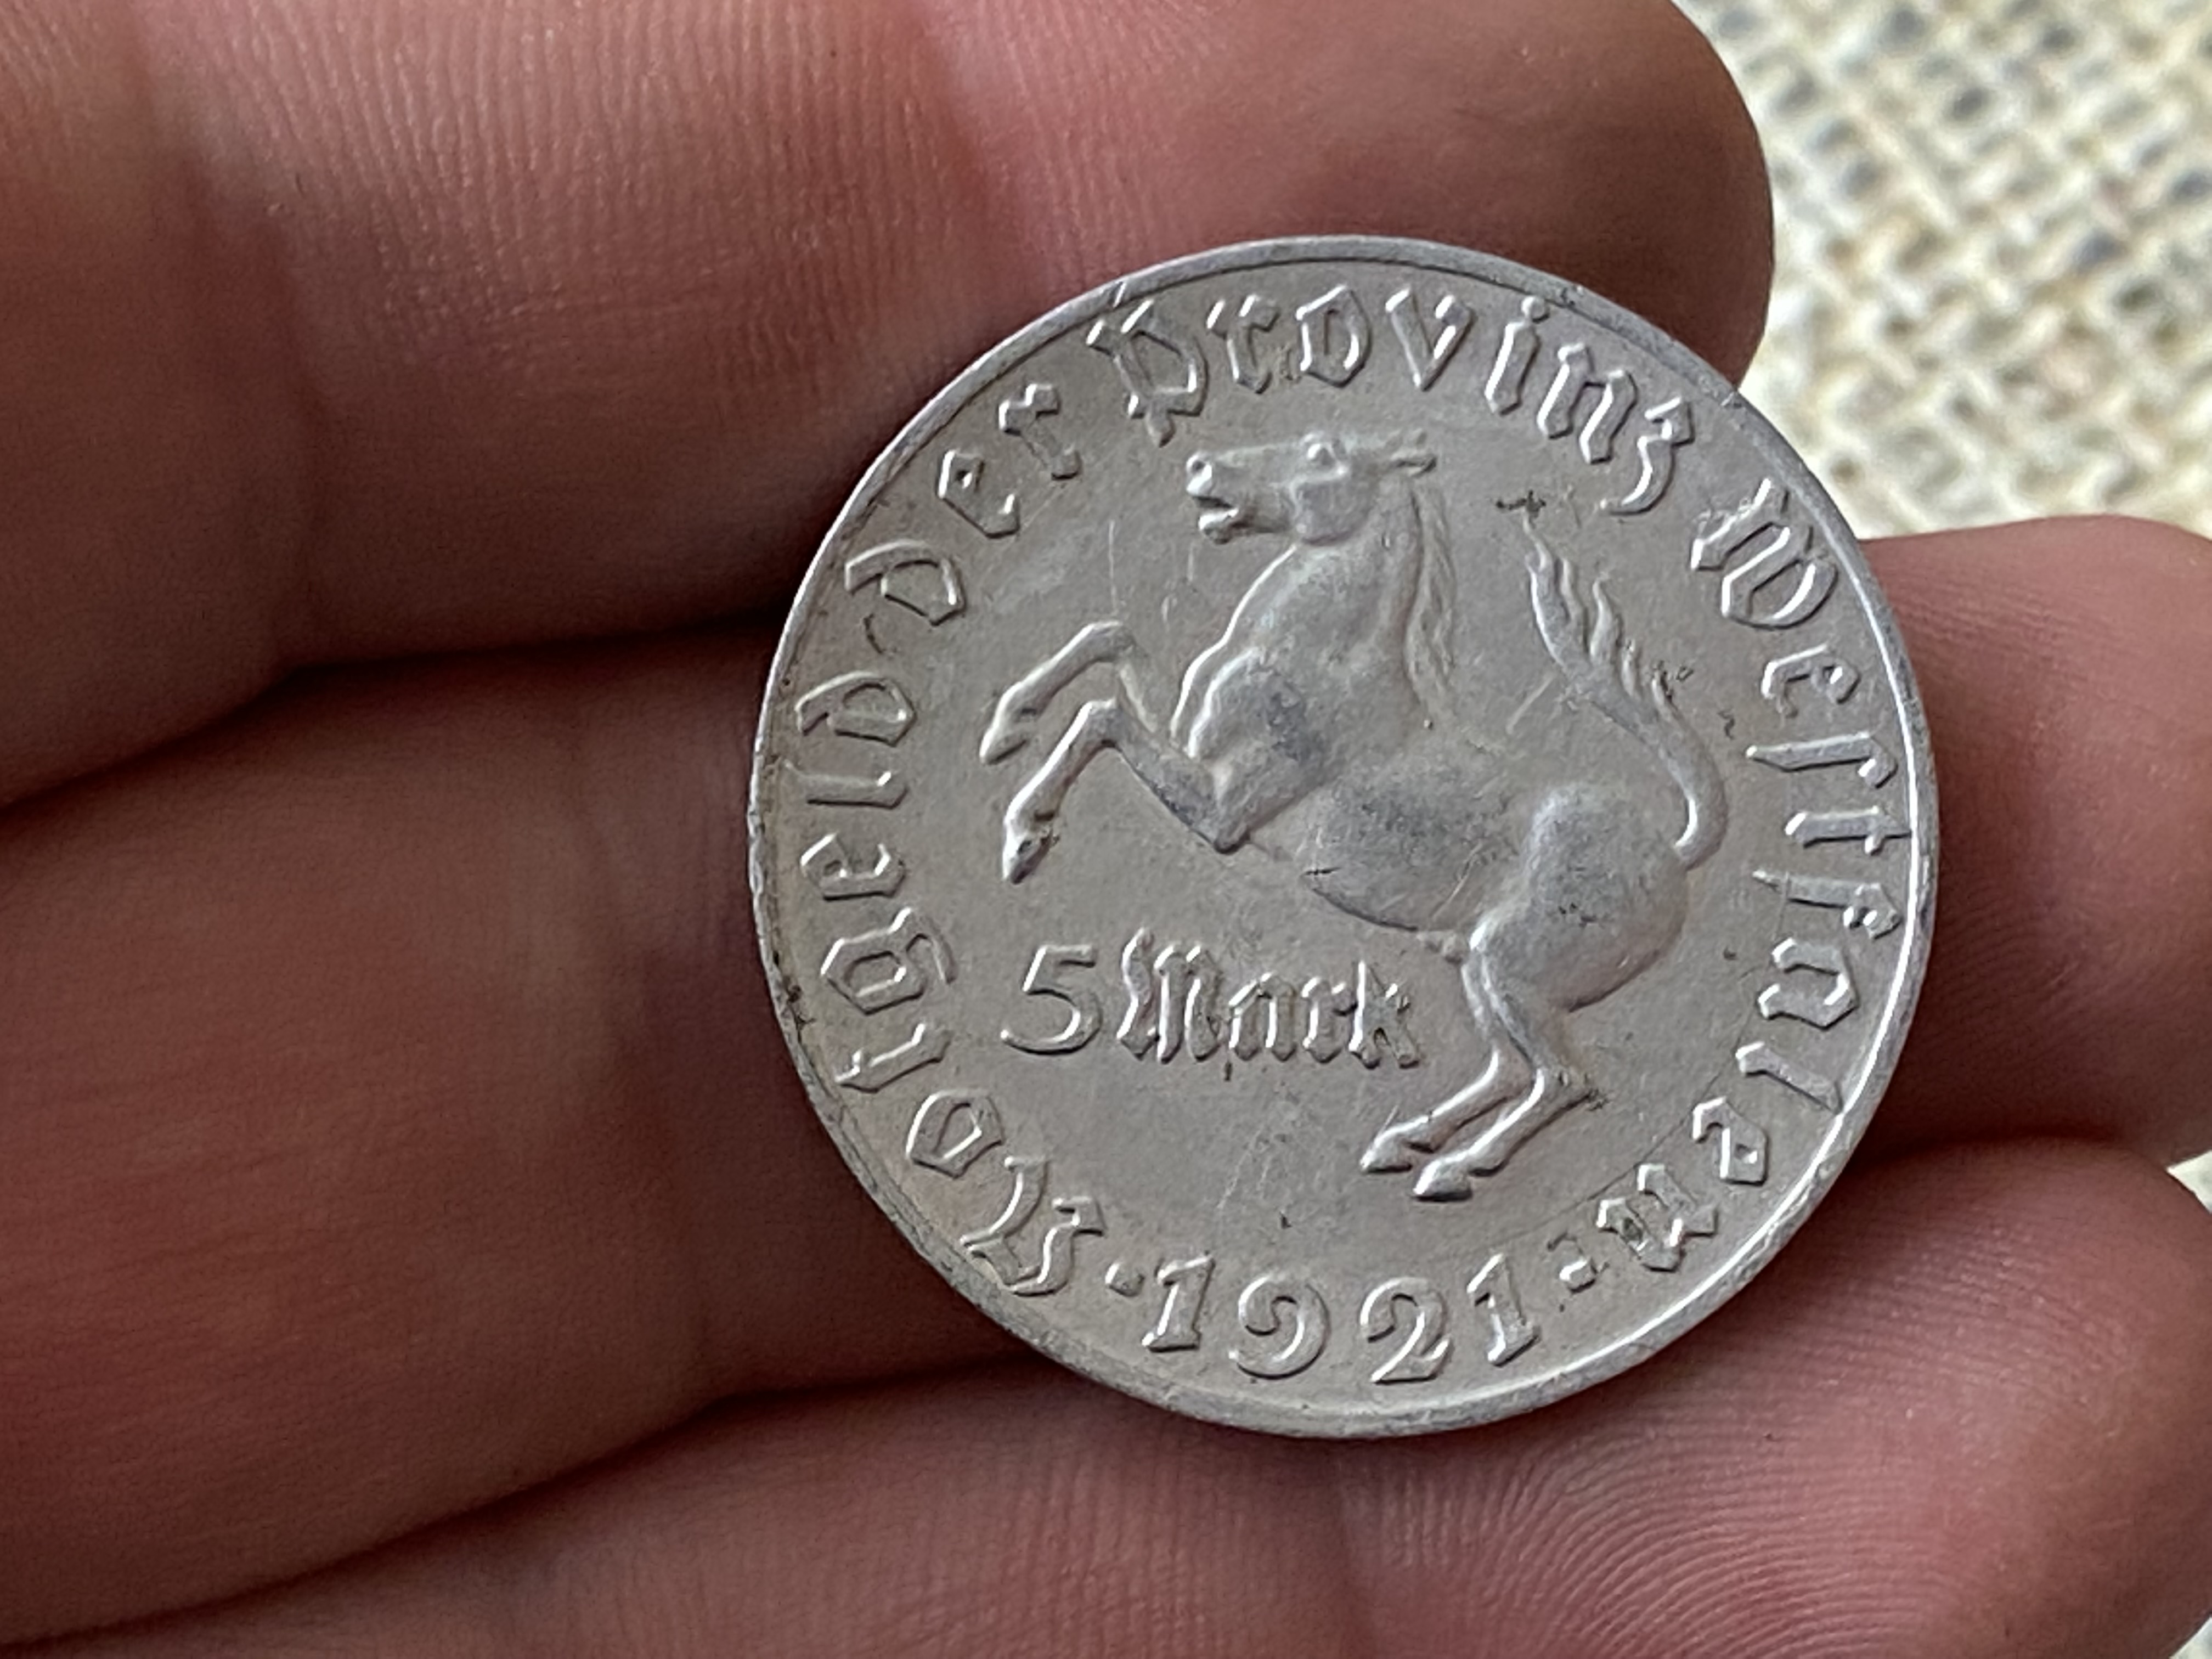 Notgeld der Provinz Westfalen
5 Mark
· 1921 ·